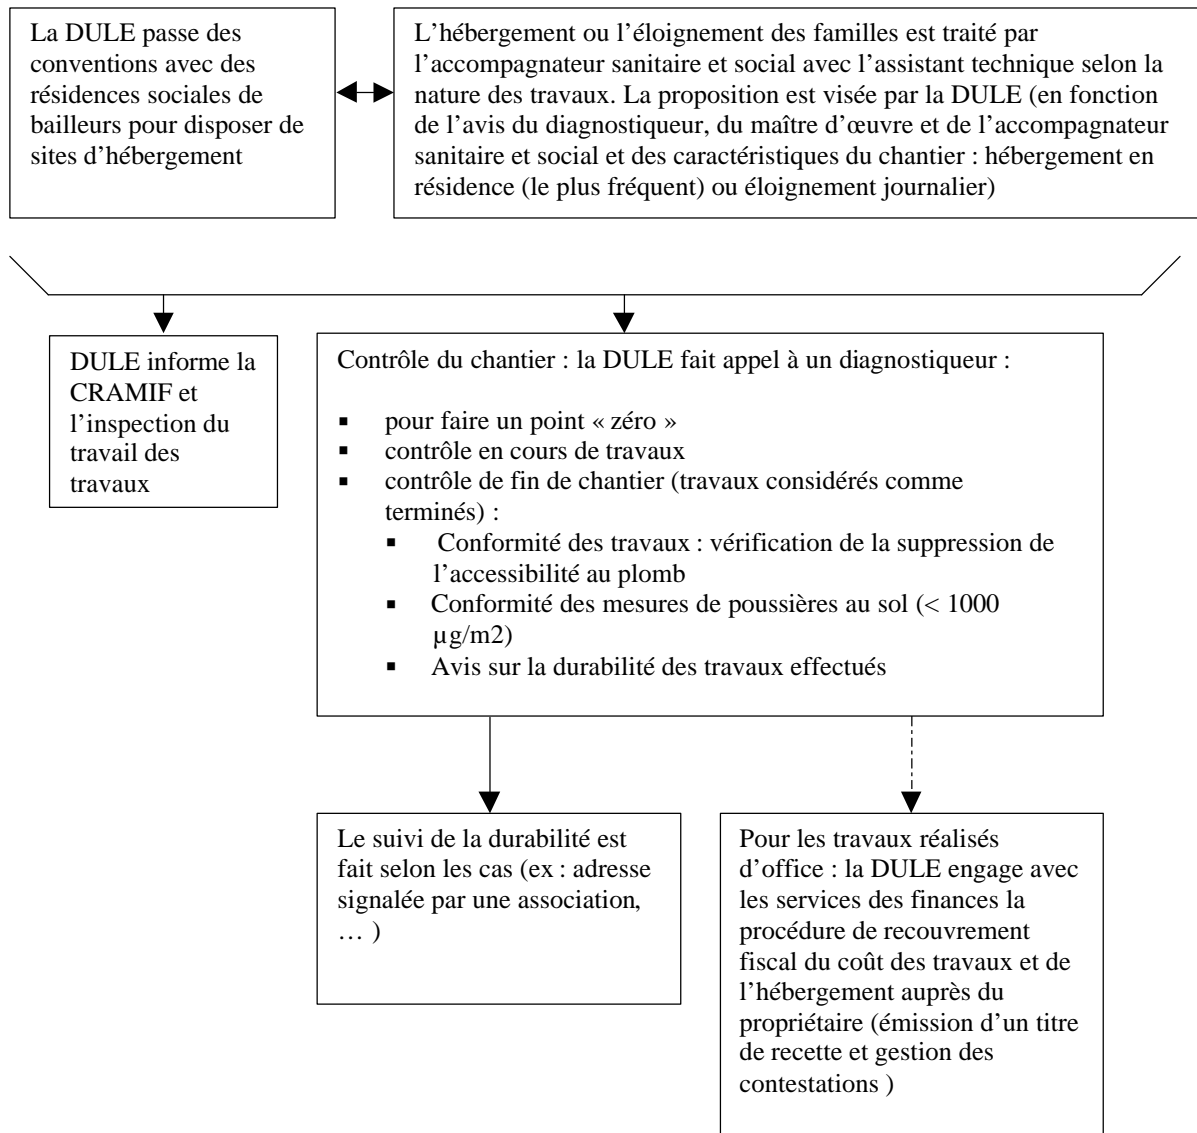 La DULE passe des
conventions avec des
résidences sociales de
bailleurs pour disposer de
sites d’hébergement
L’hébergement ou l’éloignement des familles est traité par
l’accompagnateur sanitaire et social avec l’assistant technique selon la
nature des travaux. La proposition est visée par la DULE (en fonction
de l’avis du diagnostiqueur, du maître d’œuvre et de l’accompagnateur
sanitaire et social et des caractéristiques du chantier : hébergement en
résidence (le plus fréquent) ou éloignement journalier)
DULE informe la
CRAMIF et
l’inspection du
travail des
travaux
Contrôle du chantier : la DULE fait appel à un diagnostiqueur :
▪ pour faire un point « zéro »
▪ contrôle en cours de travaux
▪ contrôle de fin de chantier (travaux considérés comme
terminés) :
▪ Conformité des travaux : vérification de la suppression de
l’accessibilité au plomb
▪ Conformité des mesures de poussières au sol (< 1000
µg/m2)
▪ Avis sur la durabilité des travaux effectués
Le suivi de la durabilité est
fait selon les cas (ex : adresse
signalée par une association,
… )
Pour les travaux réalisés
d’office : la DULE engage avec
les services des finances la
procédure de recouvrement
fiscal du coût des travaux et de
l’hébergement auprès du
propriétaire (émission d’un titre
de recette et gestion des
contestations )